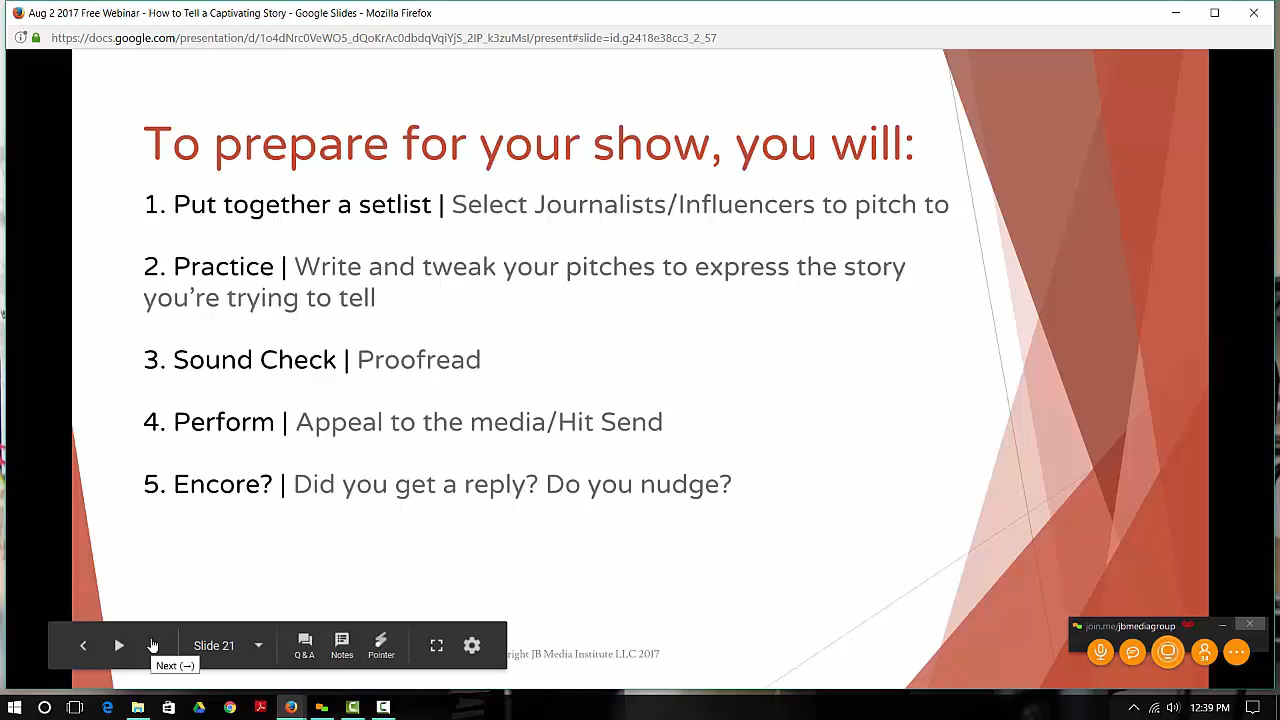 Aug 2 2017 Free Webinar - How to Tell a Captivating Story - Google Slides - Mozilla Firefox
https://docs.google.com/presentation/d/1o4dNrc0VeWO5_dQoKrAc0dbdqVqiYjS_2IP_k3zuMsI/present#slide=id.g2418e38cc3_2_57
To prepare for your show, you will:
1. Put together a setlist | Select Journalists/Influencers to pitch to
2. Practice | Write and tweak your pitches to express the story
you're trying to tell
3. Sound Check | Proofread
4. Perform | Appeal to the media/Hit Send
5. Encore? | Did you get a reply? Do you nudge?
Slide 21
Q & A
Notes
Pointer
Next (→)
right JB Media Institute LLC 2017
join.me/jbmediagroup
34
12:39 PM